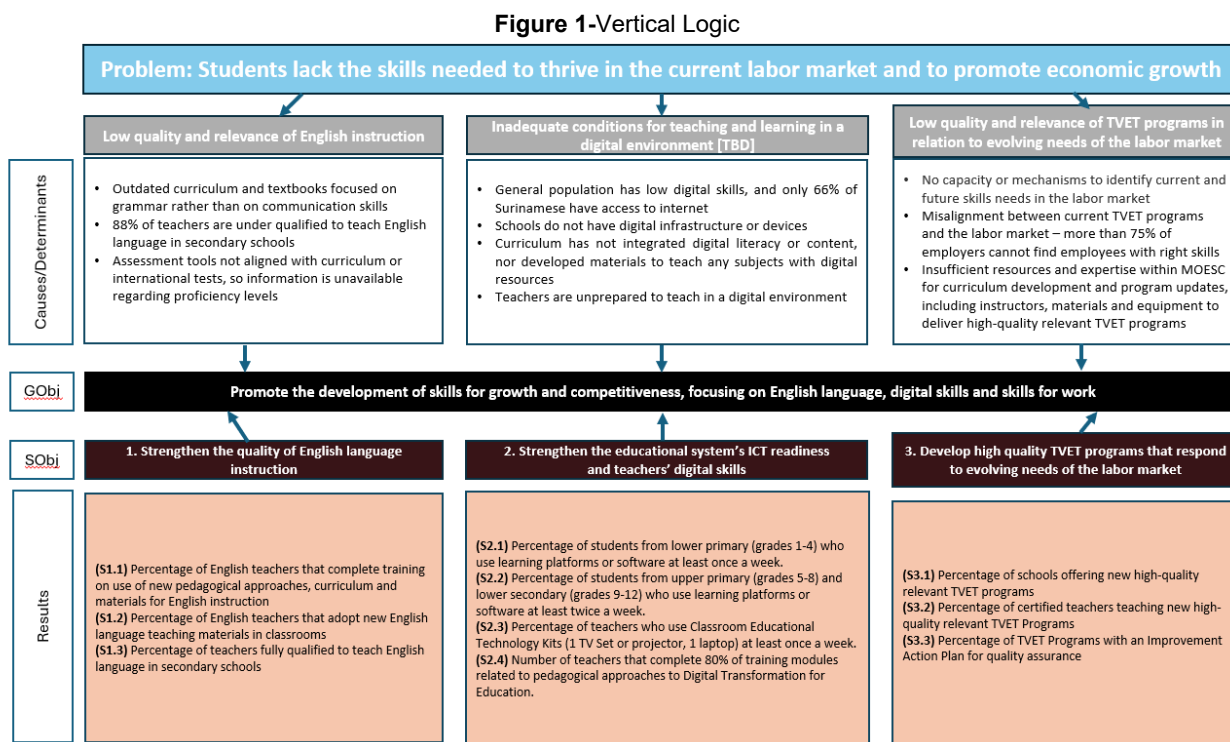 Figure 1-Vertical Logic
Problem: Students lack the skills needed to thrive in the current labor market and to promote economic growth
Low quality and relevance of English instruction
Inadequate conditions for teaching and learning in a
digital environment [TBD]
Low quality and relevance of TVET programs in
relation to evolving needs of the labor market
Causes/Determinants
• Outdated curriculum and textbooks focused on
grammar rather than on communication skills
• 88% of teachers are under qualified to teach English
language in secondary schools
• Assessment tools not aligned with curriculum or
international tests, so information is unavailable
regarding proficiency levels
• General population has low digital skills, and only 66% of
Surinamese have access to internet
• Schools do not have digital infrastructure or devices
• Curriculum has not integrated digital literacy or content,
nor developed materials to teach any subjects with digital
resources
• Teachers are unprepared to teach in a digital environment
• No capacity or mechanisms to identify current and
future skills needs in the labor market
• Misalignment between current TVET programs
and the labor market – more than 75% of
employers cannot find employees with right skills
• Insufficient resources and expertise within MOESC
for curriculum development and program updates,
including instructors, materials and equipment to
deliver high-quality relevant TVET programs
GObj
Promote the development of skills for growth and competitiveness, focusing on English language, digital skills and skills for work
SObj
1. Strengthen the quality of English language
instruction
2. Strengthen the educational system's ICT readiness
and teachers' digital skills
3. Develop high quality TVET programs that respond
to evolving needs of the labor market
Results
(S1.1) Percentage of English teachers that complete training
on use of new pedagogical approaches, curriculum and
materials for English instruction
(S1.2) Percentage of English teachers that adopt new English
language teaching materials in classrooms
(S1.3) Percentage of teachers fully qualified to teach English
language in secondary schools
(S2.1) Percentage of students from lower primary (grades 1-4) who
use learning platforms or software at least once a week.
(S2.2) Percentage of students from upper primary (grades 5-8) and
lower secondary (grades 9-12) who use learning platforms or
software at least twice a week.
(S2.3) Percentage of teachers who use Classroom Educational
Technology Kits (1 TV Set or projector, 1 laptop) at least once a week.
(S2.4) Number of teachers that complete 80% of training modules
related to pedagogical approaches to Digital Transformation for
Education.
(S3.1) Percentage of schools offering new high-quality
relevant TVET programs
(S3.2) Percentage of certified teachers teaching new high-
quality relevant TVET Programs
(S3.3) Percentage of TVET Programs with an Improvement
Action Plan for quality assurance